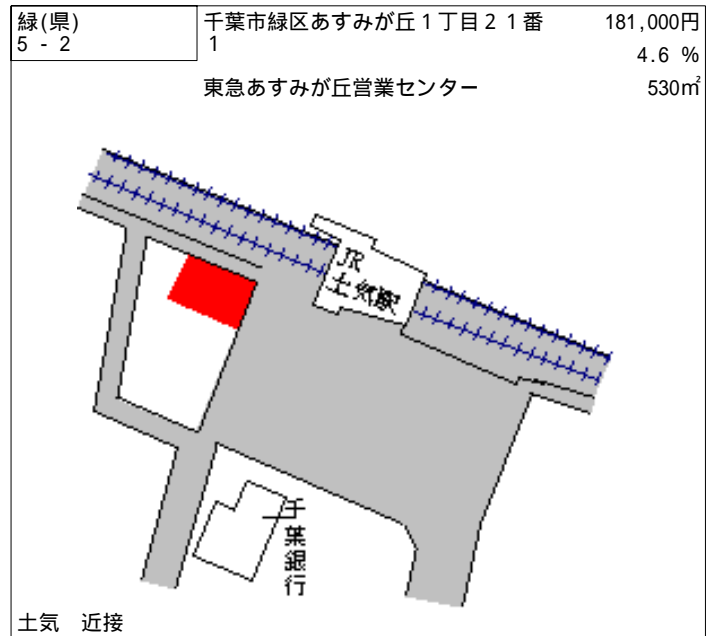 緑(県)
5 - 2
千葉市緑区あすみが丘１丁目２１番
1
181,000円
4.6 %
東急あすみが丘営業センター
530㎡
JR
土気駅
千葉銀行
土気　近接